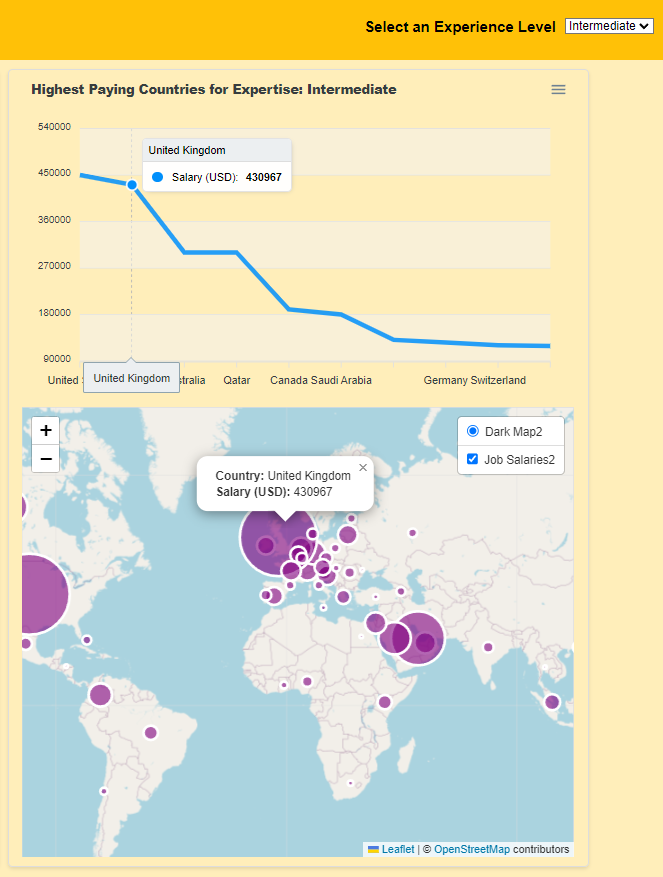 Select an Experience Level Intermediate
Highest Paying Countries for Expertise: Intermediate
540000
United Kingdom
450000
Salary (USD): 430967
360000
270000
180000
90000
United United Kingdom stralia Qatar Canada Saudi Arabia Germany Switzerland
+
−
Dark Map2
Job Salaries2
×
Country: United Kingdom
Salary (USD): 430967
Leaflet | © OpenStreetMap contributors